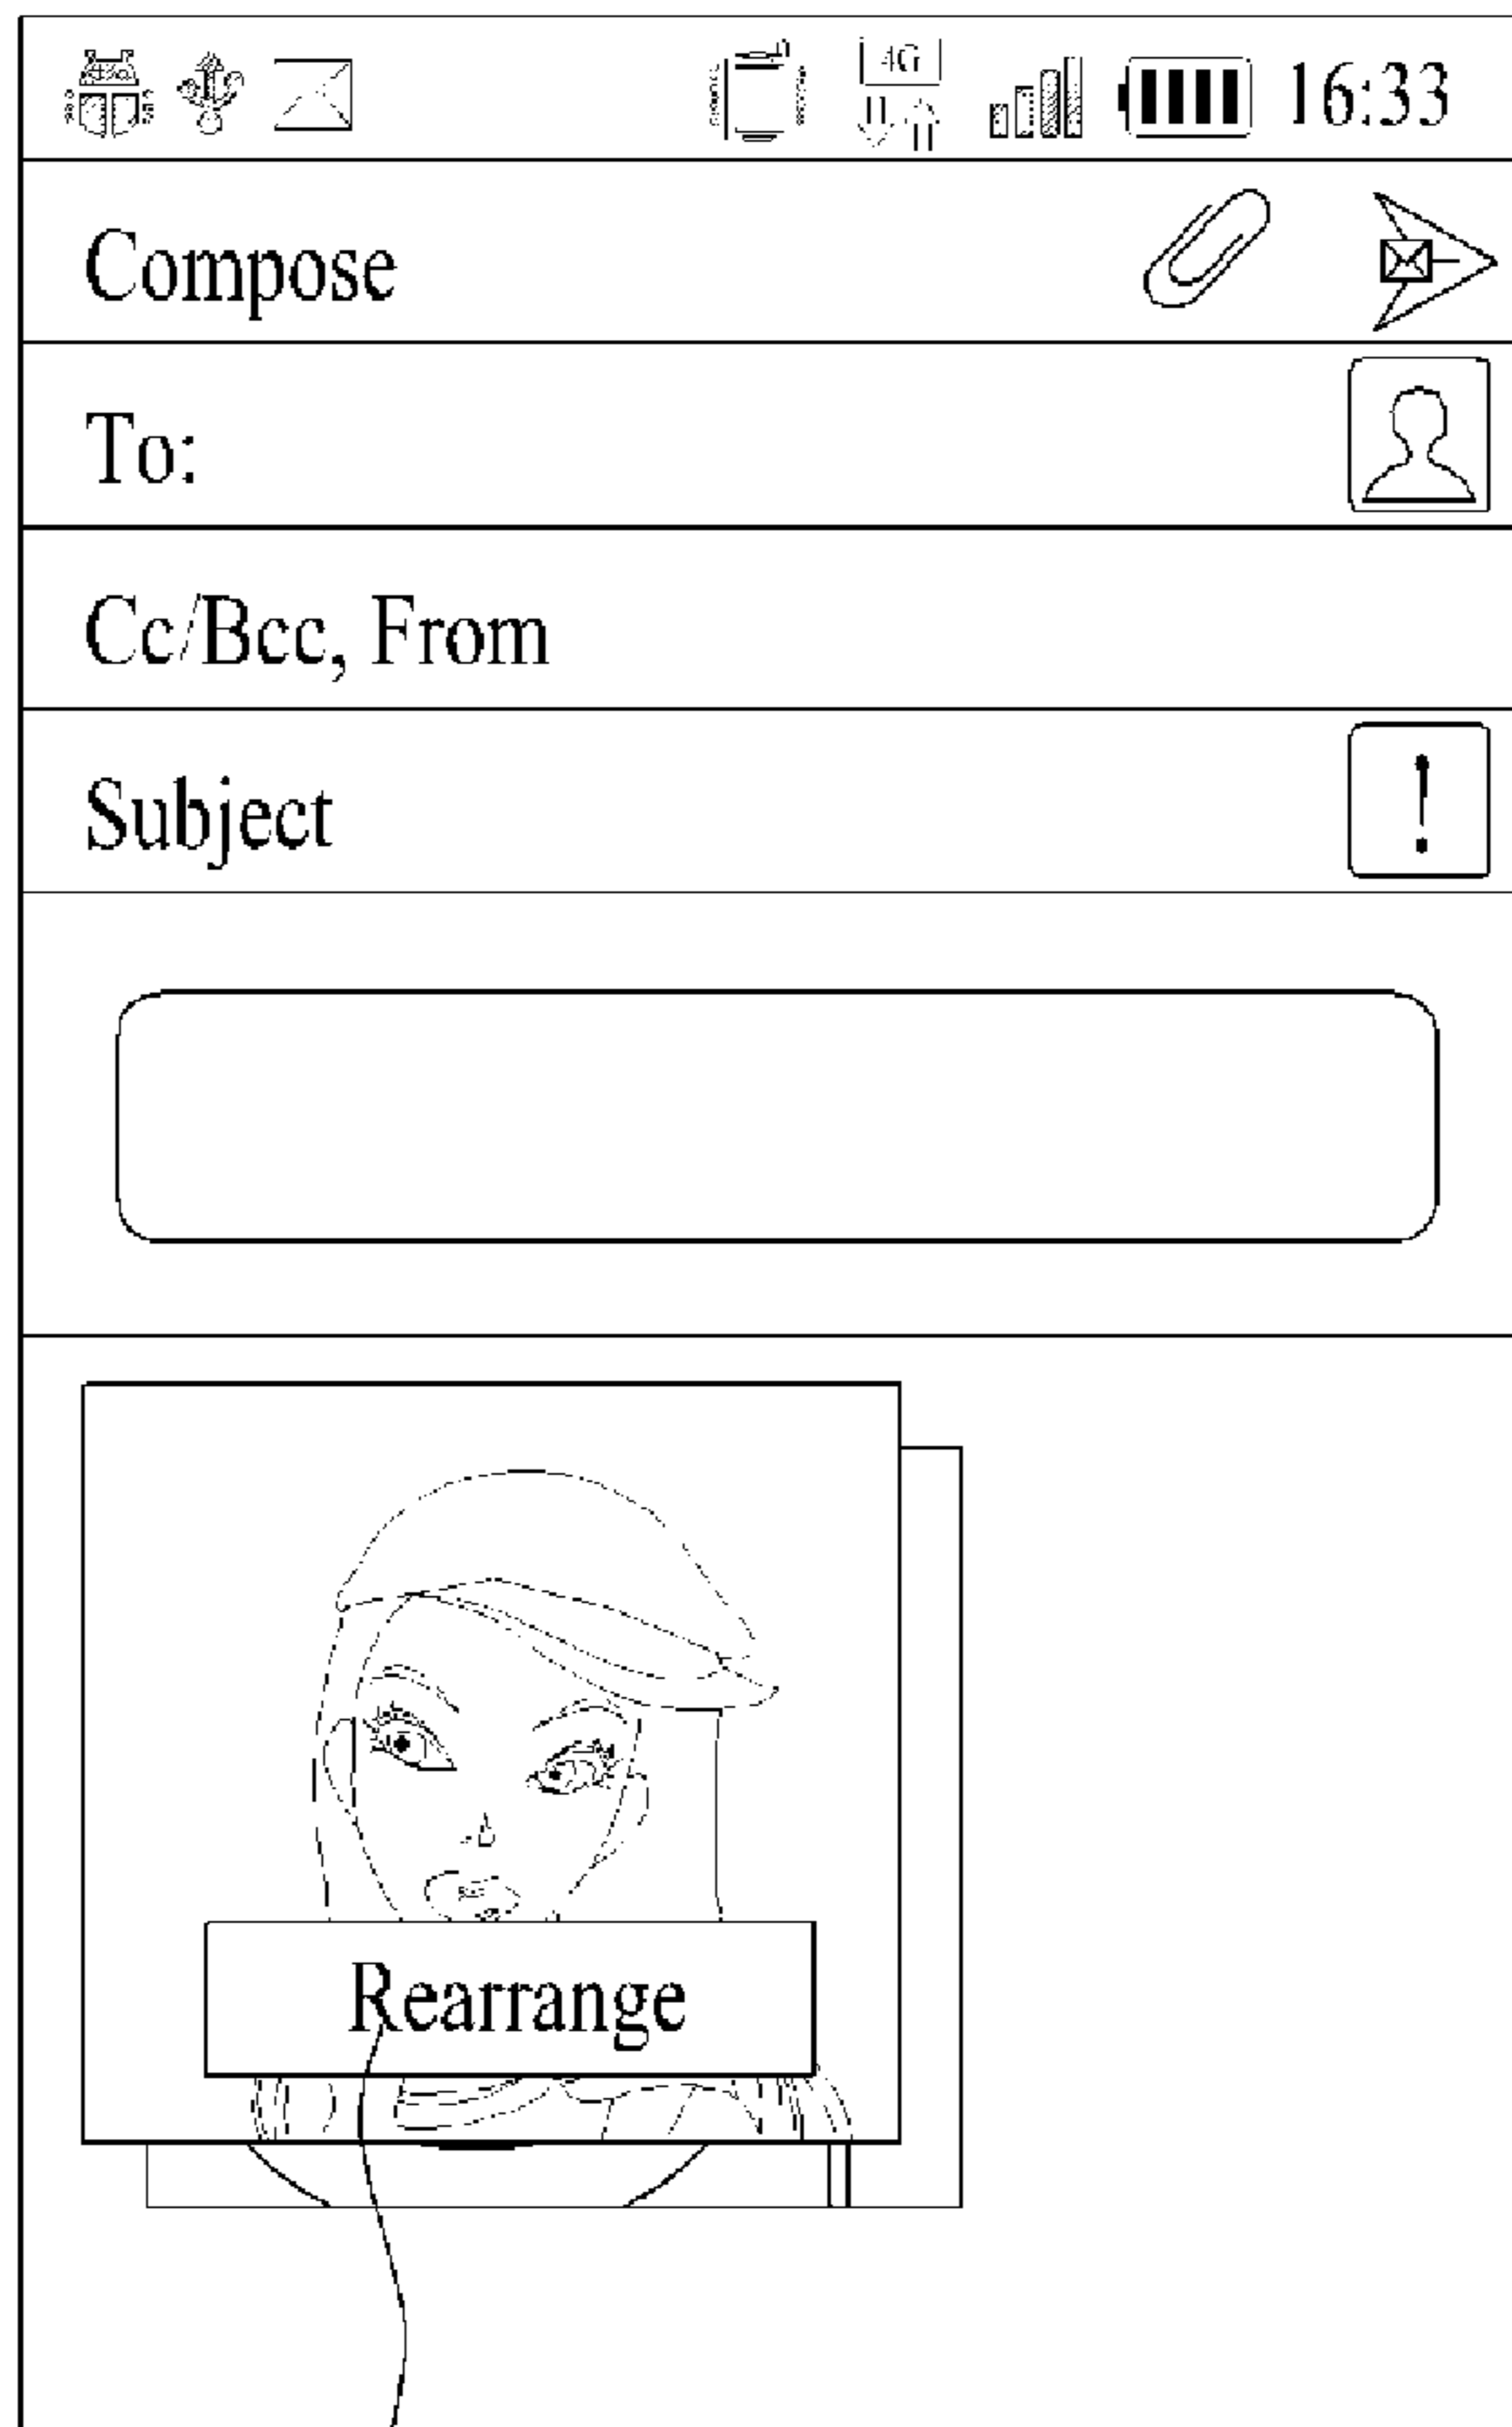 4G 16:33
Compose
To:
Cc/Bcc, From
Subject
!
Rearrange